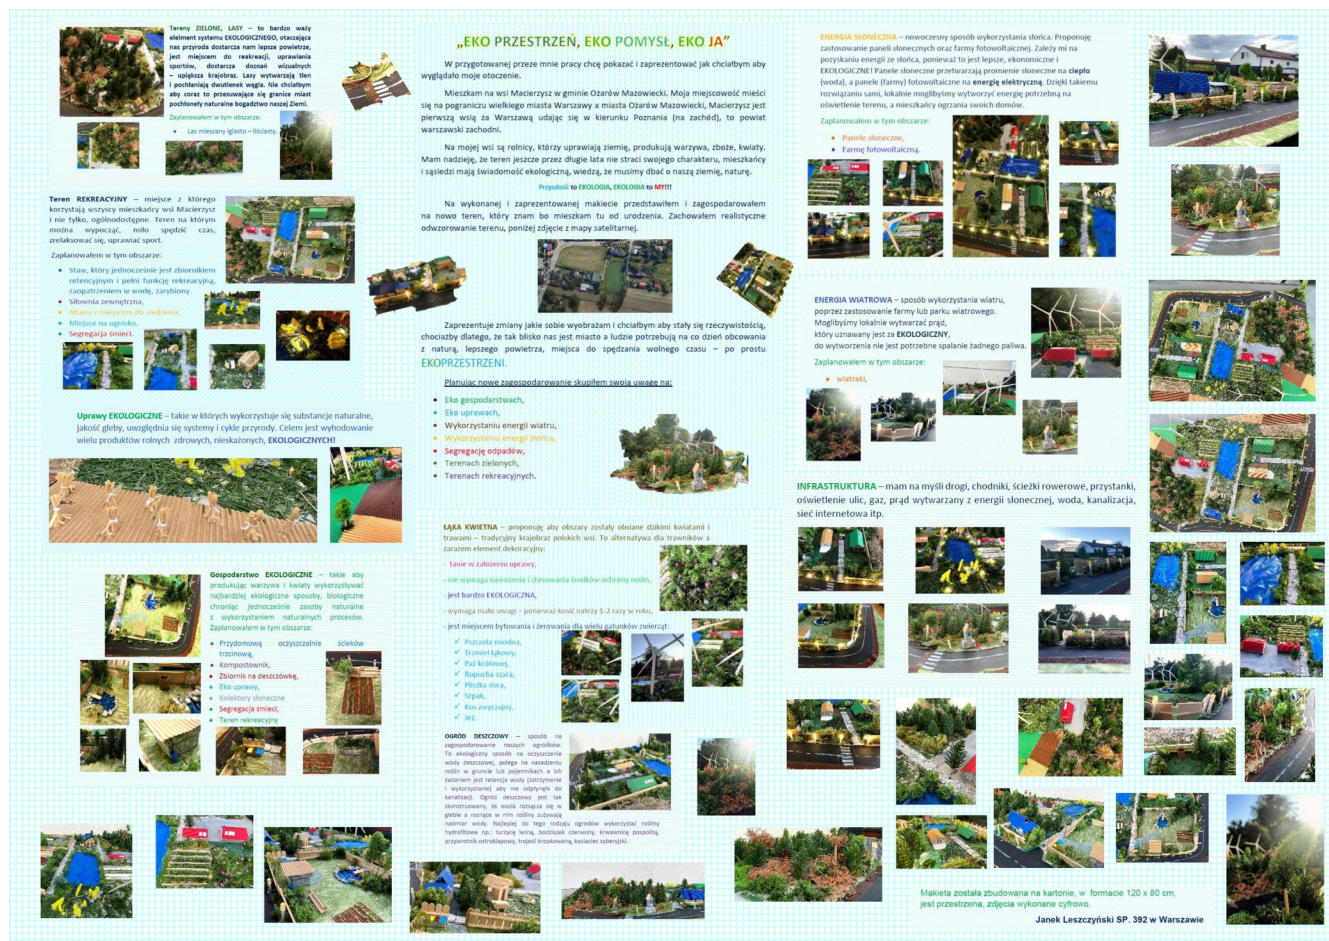 Tereny ZIELONE, LASY – to bardzo waży
element systemu EKOLOGICZNEGO, otaczająca
nas przyroda dostarcza nam lepsze powietrze,
jest miejscem do reakreacji, uprawiania
sportów, dostarcza doznań wizualnych
– upiększa krajobraz. Lasy wytwarzają tlen
i pochłaniają dwutlenek węgla. Nie chciałbym
aby coraz to przesuwające się granice miast
pochłonęły naturalne bogadztwo naszej Ziemi.
Zaplanowałem w tym obszarze:
• Las mieszany iglasto – liściasty.
Teren REKREACYJNY – miejsce z którego
korzystają wszyscy mieszkańcy wsi Macierzysz
i nie tylko, ogólnodostępne. Teren na którym
można wypocząć, miło spędzić czas,
zrelaksować się, uprawiać sport.
Zaplanowałem w tym obszarze:
• Staw, który jednocześnie jest zbiornikiem
retencyjnym i pełni funkcję rekreacyjną,
zaopatrzeniem w wodę, zarybiony.
• Siłownia zewnętrzna,
• Altana z miejscem do siedzenia,
• Miejsce na ognisko,
• Segregacja śmieci.
Uprawy EKOLOGICZNE – takie w których wykorzystuje się substancje naturalne,
jakość gleby, uwzględnia się systemy i cykle przyrody. Celem jest wyhodowanie
wielu produktów rolnych zdrowych, nieskażonych, EKOLOGICZNYCH!
Gospodarstwo EKOLOGICZNE – takie aby
produkując warzywa i kwiaty wykorzystywać
najbardziej ekologiczne sposoby, biologiczne
chroniąc jednocześnie zasoby naturalne
z wykorzystaniem naturalnych procesów.
Zaplanowałem w tym obszarze:
• Przydomową oczyszczalnie ścieków
trzcinową,
• Kompostownik,
• Zbiornik na deszczówkę,
• Eko uprawy,
• Kolektory słoneczne
• Segregacja śmieci,
• Teren rekreacyjny
„EKO PRZESTRZEŃ, EKO POMYSŁ, EKO JA”
W przygotowanej przeze mnie pracy chcę pokazać i zaprezentować jak chciałbym aby
wyglądało moje otoczenie.
Mieszkam na wsi Macierzysz w gminie Ożarów Mazowiecki. Moja miejscowość mieści
się na pograniczu wielkiego miasta Warszawy a miasta Ożarów Mazowiecki, Macierzysz jest
pierwszą wsią za Warszawą udając się w kierunku Poznania (na zachód), to powiat
warszawski zachodni.
Na mojej wsi są rolnicy, którzy uprawiają ziemię, produkują warzywa, zboże, kwiaty.
Mam nadzieję, że teren jeszcze przez długie lata nie straci swojego charakteru, mieszkańcy
i sąsiedzi mają świadomość ekologiczną, wiedzą, że musimy dbać o naszą ziemię, naturę.
Przyszłość to EKOLOGIA, EKOLOGIA to MY!!!
Na wykonanej i zaprezentowanej makiecie przedstawiłem i zagospodarowałem
na nowo teren, który znam bo mieszkam tu od urodzenia. Zachowałem realistyczne
odwzorowanie terenu, poniżej zdjęcie z mapy satelitarnej.
Zaprezentuje zmiany jakie sobie wyobrażam i chciałbym aby stały się rzeczywistością,
chociażby dlatego, że tak blisko nas jest miasto a ludzie potrzebują na co dzień obcowania
z naturą, lepszego powietrza, miejsca do spędzania wolnego czasu – po prostu
EKOPRZESTRZENI.
Planując nowe zagospodarowanie skupiłem swoją uwagę na:
• Eko gospodarstwach,
• Eko uprawach,
• Wykorzystaniu energii wiatru,
• Wykorzystaniu energii słońca,
• Segregację odpadów,
• Terenach zielonych,
• Terenach rekreacyjnych.
ŁĄKA KWIETNA – proponuję aby obszary zostały obsiane dzikimi kwiatami i
trawami – tradycyjny krajobraz polskich wsi. To alternatywa dla trawników a
zarazem element dekoracyjny:
- tanie w założeniu uprawy,
- nie wymaga nawożenia i stosowania środków ochrony roślin,
- jest bardzo EKOLOGICZNA,
- wymaga mało uwagi – ponieważ kosić należy 1-2 razy w roku,
- jest miejscem bytowania i żerowania dla wielu gatunków zwierząt:
✓ Pszczoła miodna,
✓ Trzmiel łąkowy,
✓ Paź królowej,
✓ Ropucha szara,
✓ Pliszka siwa,
✓ Szpak,
✓ Kos zwyczajny,
✓ Jeż.
OGRÓD DESZCZOWY – sposób na
zagospodarowanie naszych ogródków.
To ekologiczny sposób na oczyszczenie
wody deszczowej, polega na nasadzeniu
roślin w gruncie lub pojemnikach a ich
zadaniem jest retencja wody (zatrzymanie
i wykorzystanie) aby nie odpłynęła do
kanalizacji. Ogród deszczowy jest tak
skonstruowany, że woda rozsącza się w
glebie a rosnące w nim rośliny zużywają
nadmiar wody. Najlepiej do tego rodzaju ogrodów wykorzystać rośliny
hydrofitowe np.: turzycę leśną, bodziszek czerwony, krwawnicę pospolitą,
przywrotnik ostroklapowy, trojeść kropkowaną, kosiaciec syberyjski.
ENERGIA SŁONECZNA – nowoczesny sposób wykorzystania słońca. Proponuję
zastosowanie paneli słonecznych oraz farmy fotowoltaicznej. Zależy mi na
pozyskaniu energii ze słońca, ponieważ jest to lepsze, ekonomiczne i
EKOLOGICZNE! Panele słoneczne przetwarzają promienie słoneczne na ciepło
(woda), a panele (farmy) fotowoltaiczne na energię elektryczną. Dzięki takiemu
rozwiązaniu sami, lokalnie moglibyśmy wytworzyć energię potrzebną na
oświetlenie terenu, a mieszkańcy ogrzania swoich domów.
Zaplanowałem w tym obszarze:
• Panele słoneczne,
• Farmę fotowoltaiczną.
ENERGIA WIATROWA – sposób wykorzystania wiatru,
poprzez zastosowanie farmy lub parku wiatrowego.
Moglibyśmy lokalnie wytwarzać prąd,
który uznawany jest za EKOLOGICZNY,
do wytworzenia nie jest potrzebne spalanie żadnego paliwa.
Zaplanowałem w tym obszarze:
• wiatraki,
INFRASTRUKTURA – mam na myśli drogi, chodniki, ścieżki rowerowe, przystanki,
oświetlenie ulic, gaz, prąd wytwarzany z energii słonecznej, woda, kanalizacja,
sieć internetowa itp.
Makieta została zbudowana na kartonie, w formacie 120 x 80 cm,
jest przestrzena, zdjęcia wykonane cyfrowo.
Janek Leszczyński SP. 392 w Warszawie